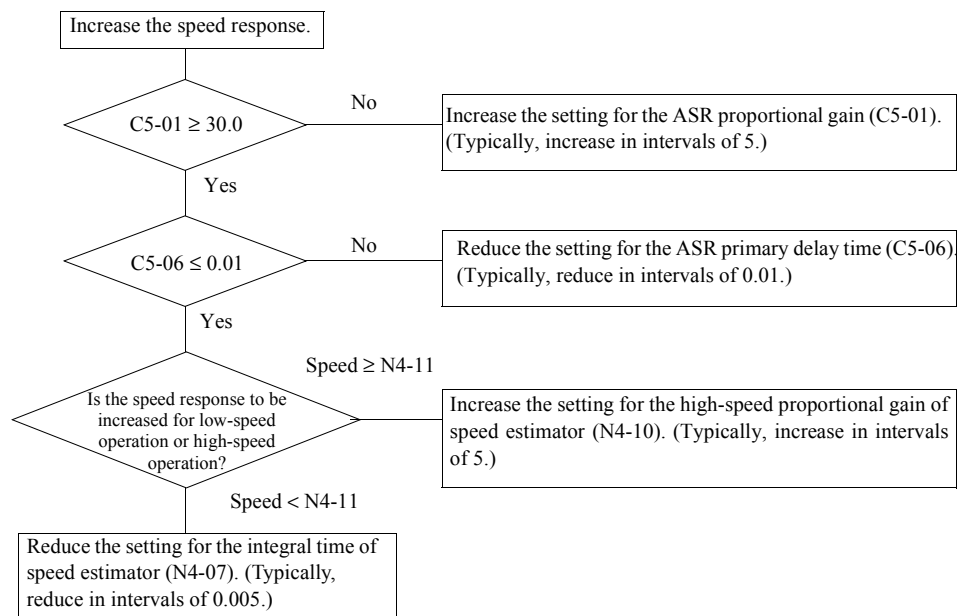 Increase the speed response.
C5-01 ≥ 30.0
No
Increase the setting for the ASR proportional gain (C5-01).
(Typically, increase in intervals of 5.)
Yes
C5-06 ≤ 0.01
No
Reduce the setting for the ASR primary delay time (C5-06).
(Typically, reduce in intervals of 0.01.)
Yes
Speed ≥ N4-11
Is the speed response to be
increased for low-speed
operation or high-speed
operation?
Increase the setting for the high-speed proportional gain of
speed estimator (N4-10). (Typically, increase in intervals
of 5.)
Speed < N4-11
Reduce the setting for the integral time of
speed estimator (N4-07). (Typically,
reduce in intervals of 0.005.)